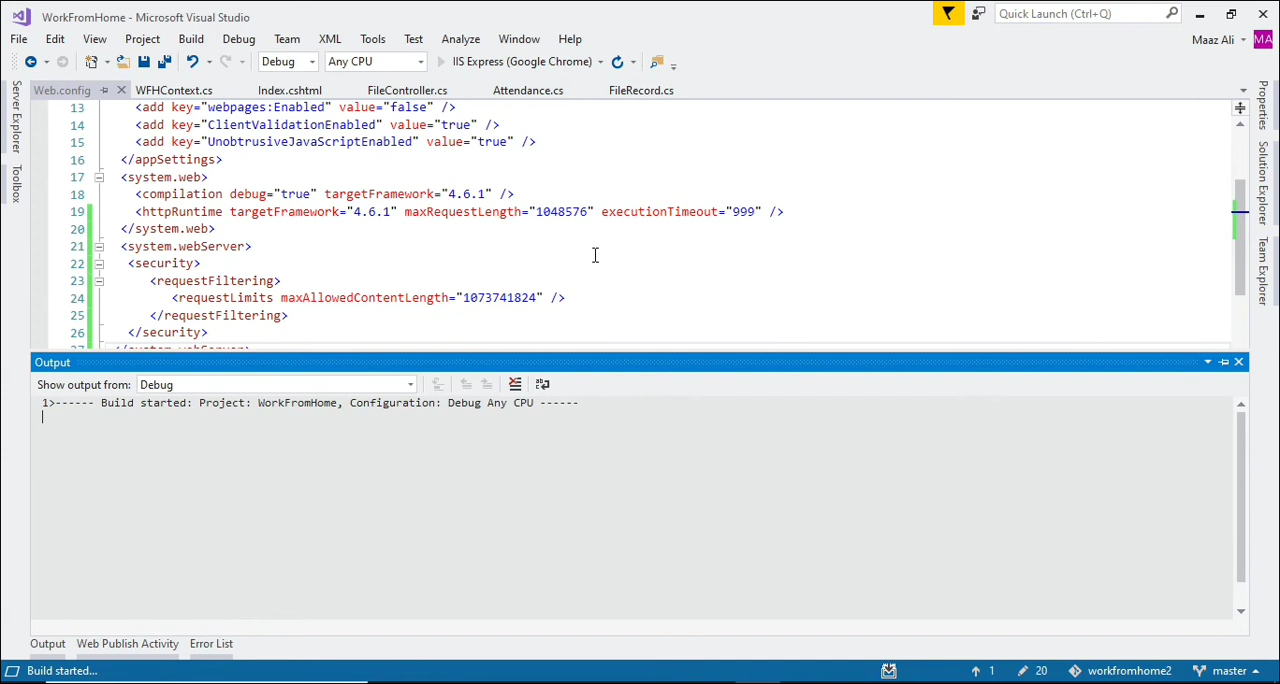 WorkFromHome - Microsoft Visual Studio
Quick Launch (Ctrl+Q)
File Edit View Project Build Debug Team XML Tools Test Analyze Window Help
Maaz Ali MA
Debug Any CPU IIS Express (Google Chrome)
Server Explorer
Toolbox
Web.config WFHContext.cs Index.cshtml FileController.cs Attendance.cs FileRecord.cs
13 <add key="webpages:Enabled" value="false" />
14 <add key="ClientValidationEnabled" value="true" />
15 <add key="UnobtrusiveJavaScriptEnabled" value="true" />
16 </appSettings>
17 <system.web>
18 <compilation debug="true" targetFramework="4.6.1" />
19 <httpRuntime targetFramework="4.6.1" maxRequestLength="1048576" executionTimeout="999" />
20 </system.web>
21 <system.webServer>
22 <security>
23 <requestFiltering>
24 <requestLimits maxAllowedContentLength="1073741824" />
25 </requestFiltering>
26 </security>
27 </system.webServer>
Properties
Solution Explorer
Team Explorer
Output
Show output from: Debug
1>------ Build started: Project: WorkFromHome, Configuration: Debug Any CPU ------
Output Web Publish Activity Error List
Build started... 1 20 workfromhome2 master